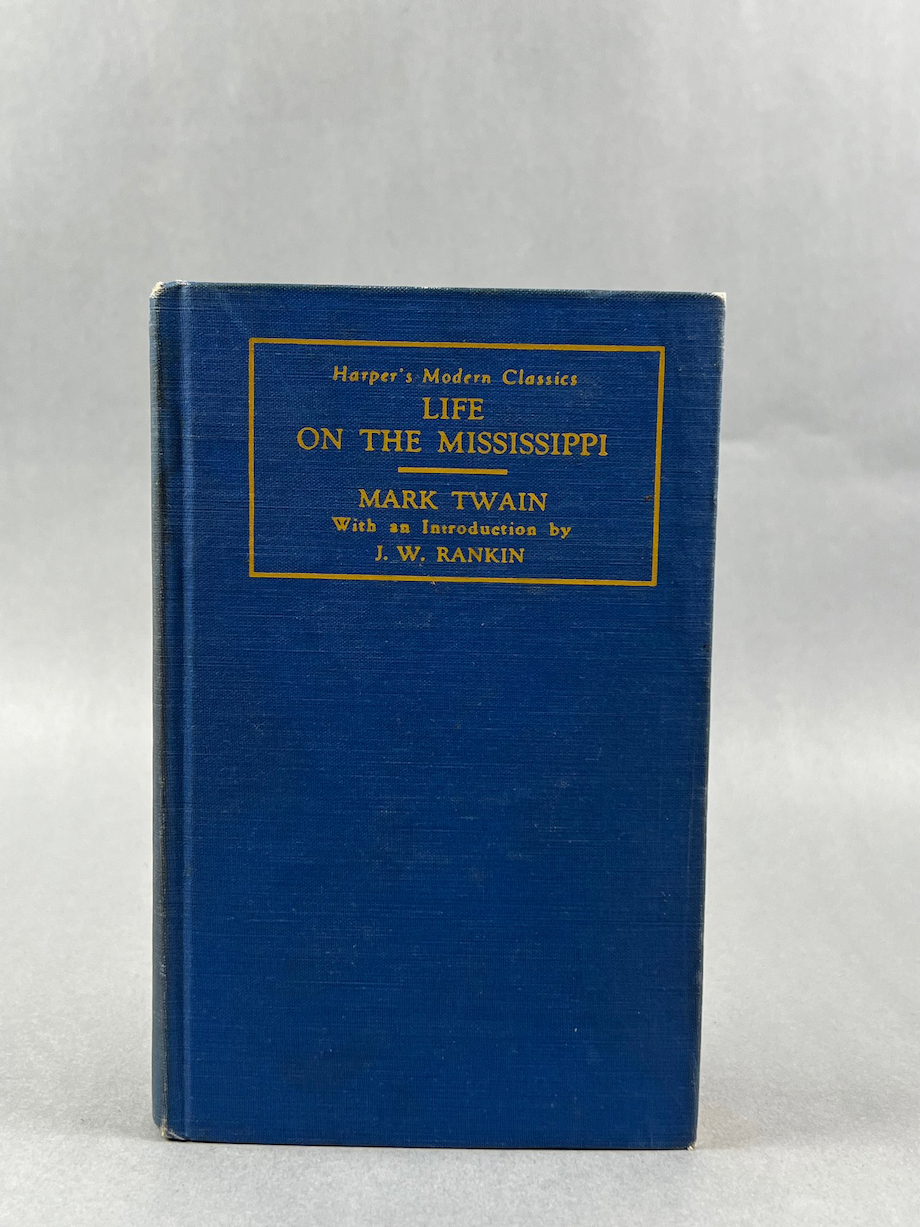 Harper's Modern Classics
LIFE
ON THE MISSISSIPPI
MARK TWAIN
With an Introduction by
J. W. RANKIN